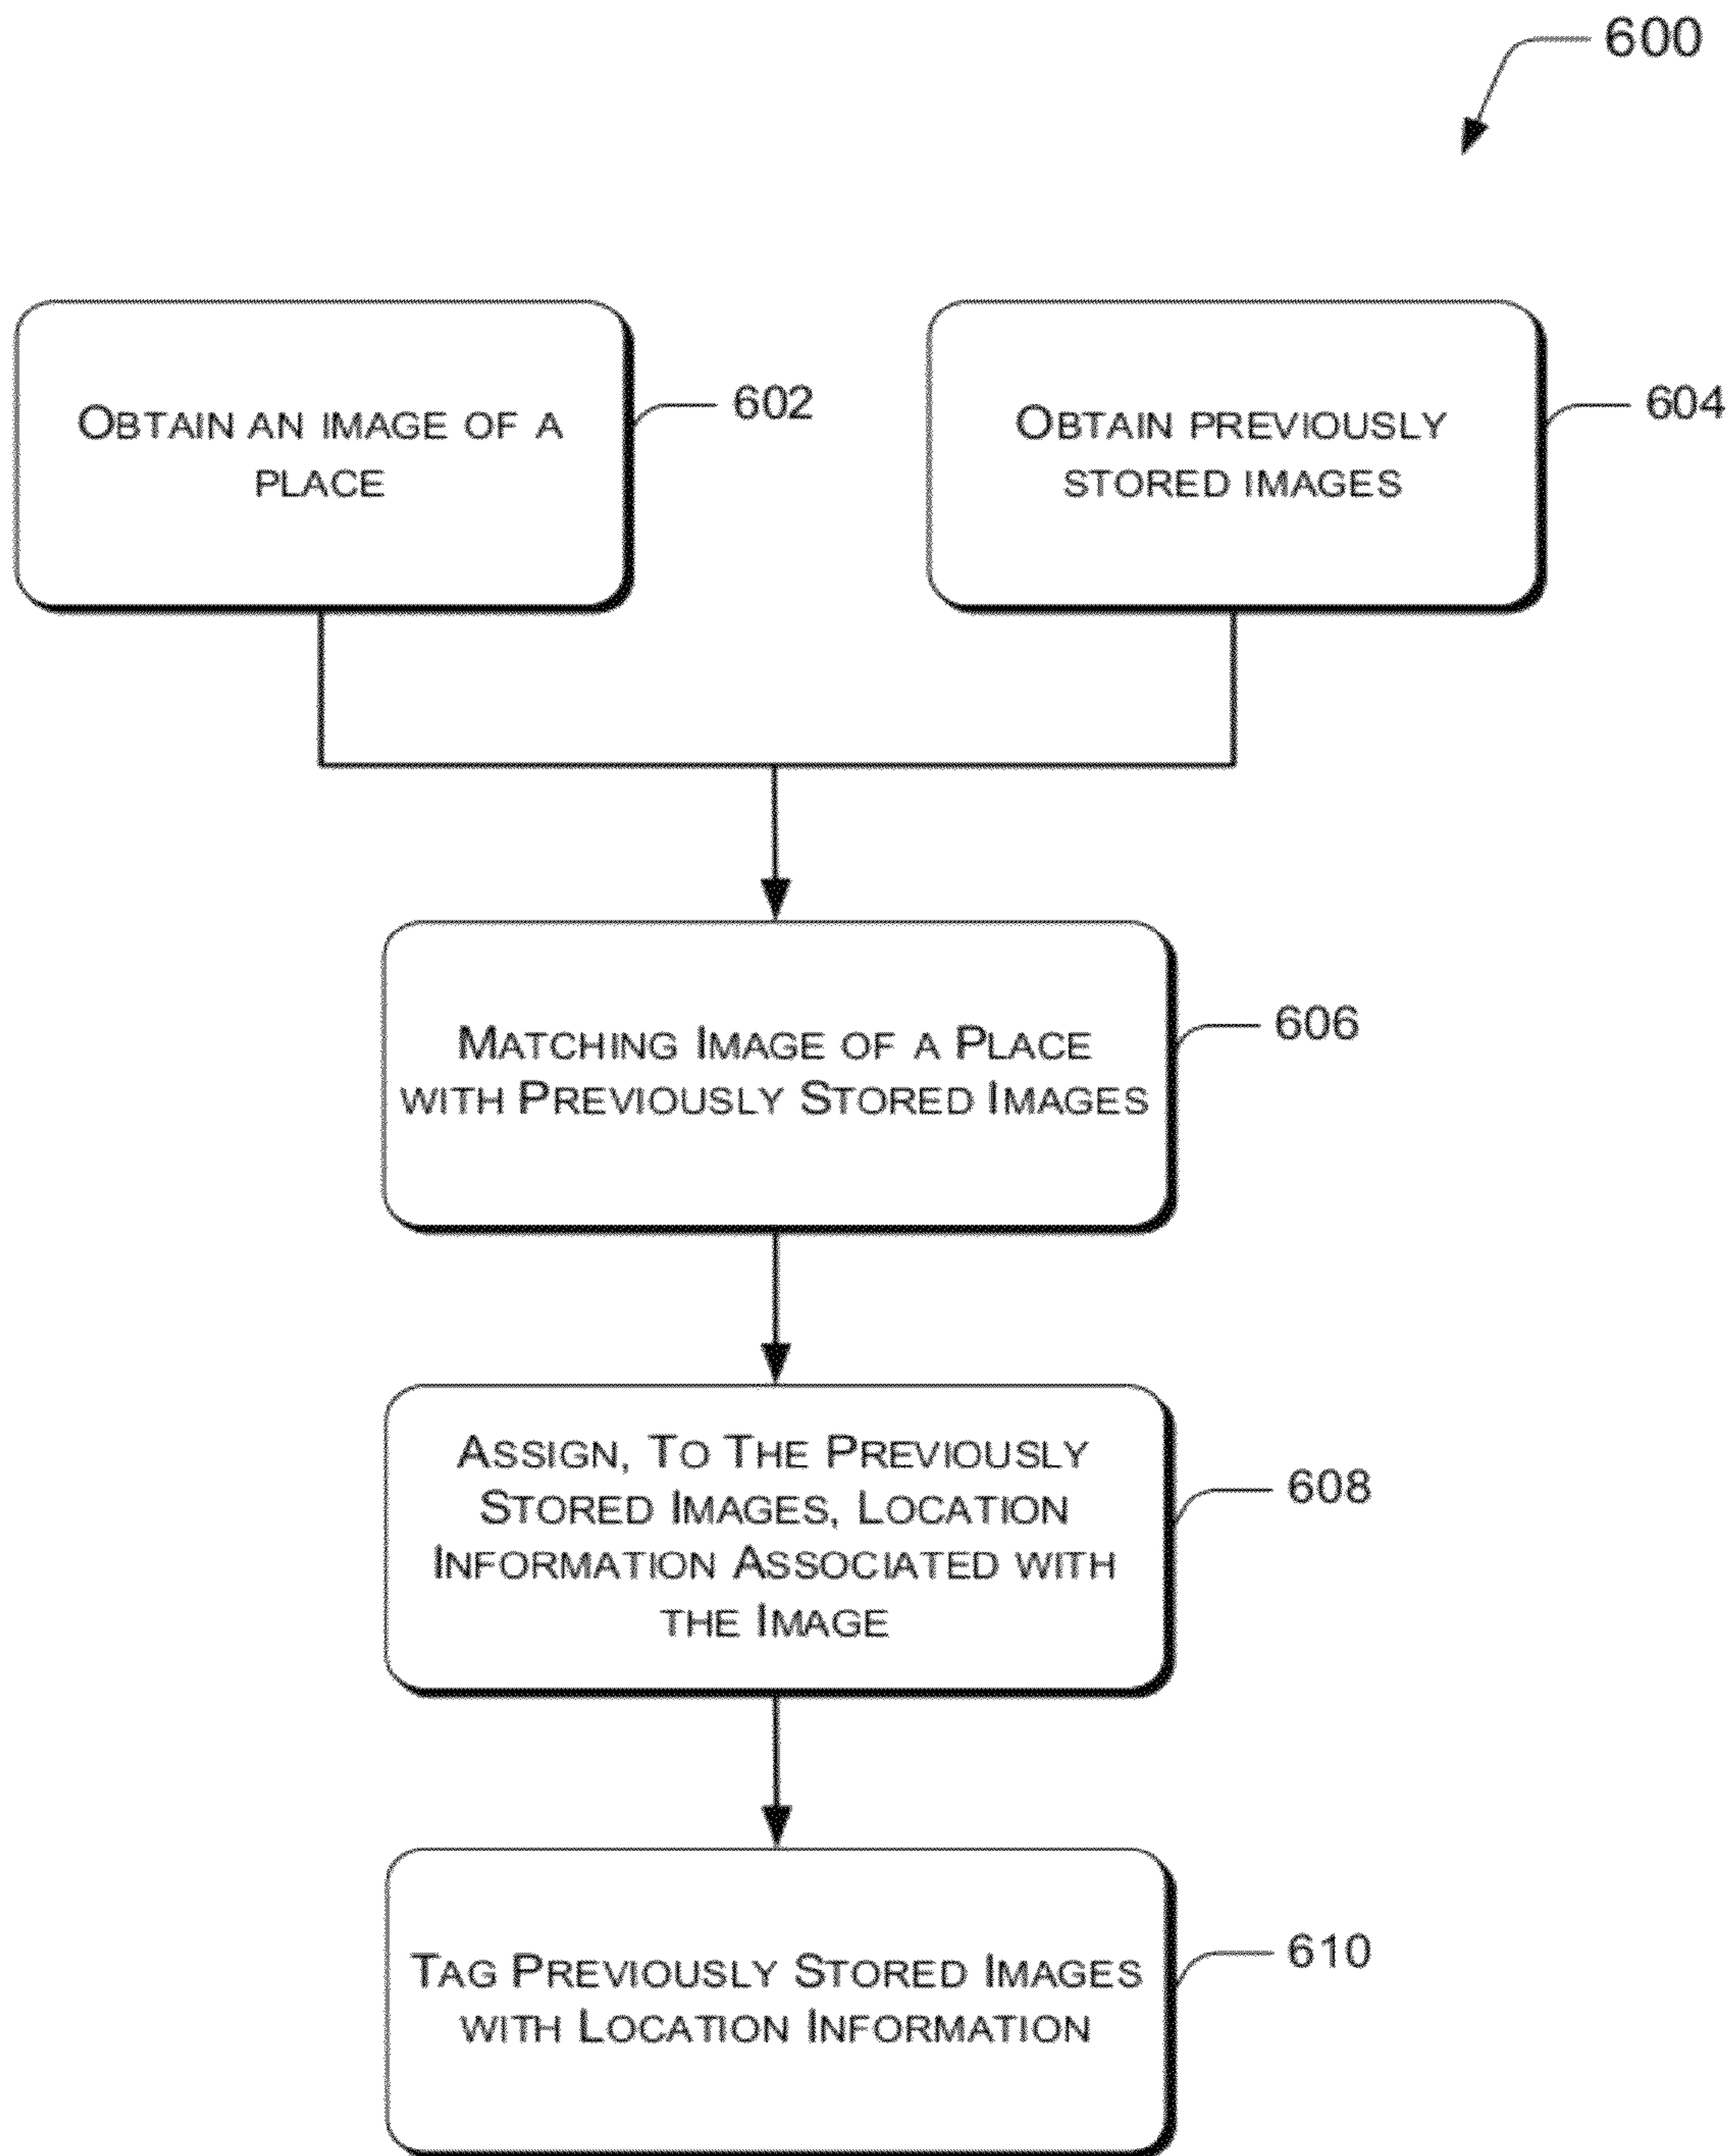 600
OBTAIN AN IMAGE OF A
PLACE
602
OBTAIN PREVIOUSLY
STORED IMAGES
604
MATCHING IMAGE OF A PLACE
WITH PREVIOUSLY STORED IMAGES
606
ASSIGN, TO THE PREVIOUSLY
STORED IMAGES, LOCATION
INFORMATION ASSOCIATED WITH
THE IMAGE
608
TAG PREVIOUSLY STORED IMAGES
WITH LOCATION INFORMATION
610